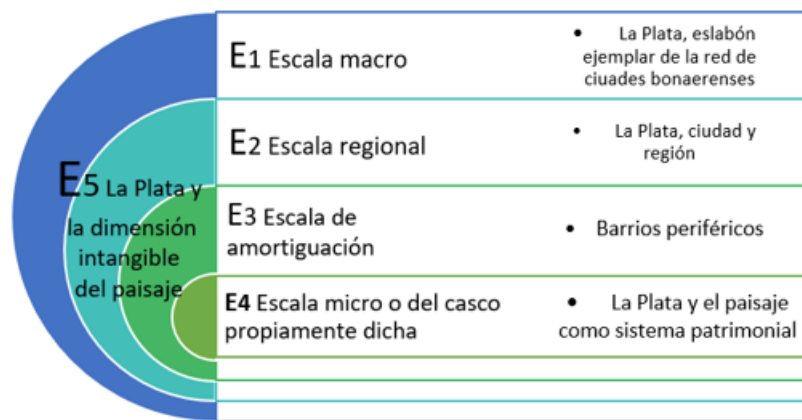 E1 Escala macro
• La Plata, eslabón
ejemplar de la red de
ciuades bonaerenses
E2 Escala regional
• La Plata, ciudad y
región
E5 La Plata y
la dimensión
intangible
del paisaje
E3 Escala de
amortiguación
• Barrios periféricos
E4 Escala micro o del casco
propiamente dicha
• La Plata y el paisaje
como sistema patrimonial